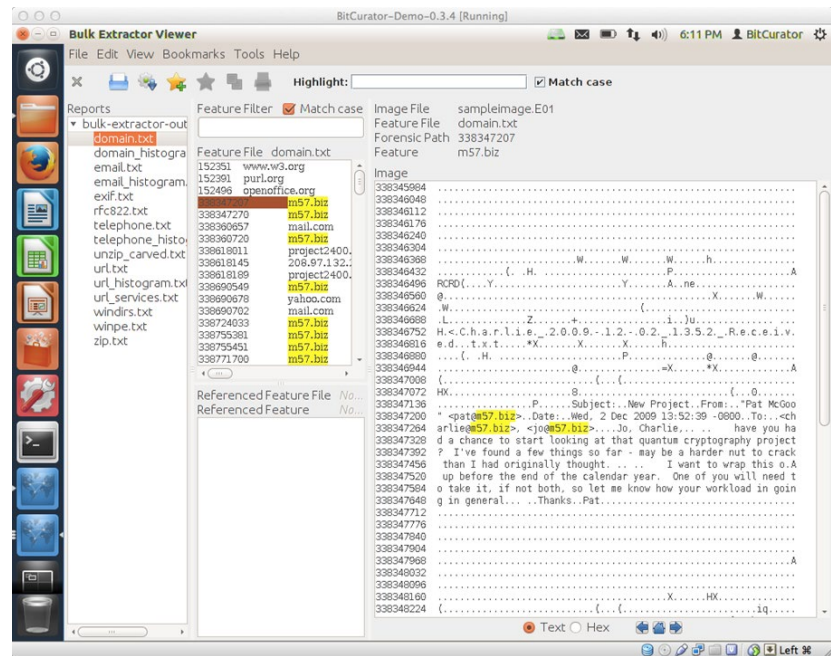 BitCurator-Demo-0.3.4 [Running]
Bulk Extractor Viewer
6:11 PM
BitCurator
File Edit View Bookmarks Tools Help
Highlight:
Match case
Reports
bulk-extractor-out
domain.txt
domain_histogra
email.txt
email_histogram.
exif.txt
rfc822.txt
telephone.txt
telephone_histo
unzip_carved.txt
url.txt
url_histogram.txt
url_services.txt
windirs.txt
winpe.txt
zip.txt
Feature Filter Match case
Feature File domain.txt
152351 www.w3.org
152391 purl.org
152496 openoffice.org
338347207 m57.biz
338347270 m57.biz
338360657 mail.com
338360720 m57.biz
338618011 project2400.
338618145 208.97.132.
338618189 project2400.
338690549 m57.biz
338690678 yahoo.com
338690702 mail.com
338724033 m57.biz
338755381 m57.biz
338755451 m57.biz
338771700 m57.biz
Referenced Feature File No...
Referenced Feature No...
Image File sampleimage.E01
Feature File domain.txt
Forensic Path 338347207
Feature m57.biz
Image
338345984
338346048
338346112
338346176
338346240
338346304
338346368
338346432
338346496
338346560
338346624
338346688
338346752 H.<.C.h.a.r.l.i.e._.2.0.0.9.-.1.2.-.0.2._.1.3.5.2._.R.e.c.e.i.v.
338346816 e.d...t.x.t.
338346880
338346944
338347008
338347072
338347136 Subject:..New Project..From:.."Pat McGoo
338347200 " <pat@m57.biz>..Date:..Wed, 2 Dec 2009 13:52:39 -0800..To:..<ch
338347264 arlie@m57.biz>, <jo@m57.biz>....Jo, Charlie,.. .. have you ha
338347328 d a chance to start looking at that quantum cryptography project
338347392 ? I've found a few things so far - may be a harder nut to crack
338347456 than I had originally thought. .. .. I want to wrap this o.A
338347520 up before the end of the calendar year. One of you will need t
338347584 o take it, if not both, so let me know how your workload in goin
338347648 g in general... ..Thanks..Pat
338347712
338347776
338347840
338347904
338347968
338348032
338348096
338348160
338348224
Text Hex
Left ⌘